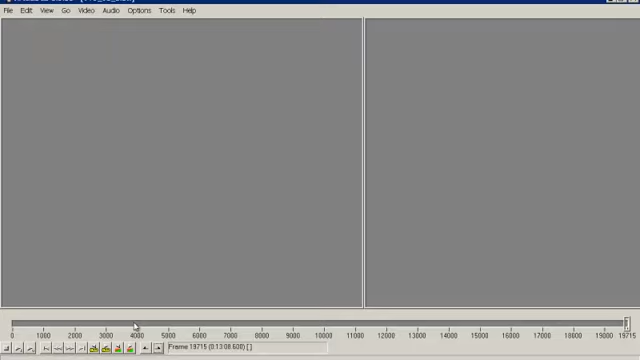 File Edit View Go Video Audio Options Tools Help
0 1000 2000 3000 4000 5000 6000 7000 8000 9000 10000 11000 12000 13000 14000 15000 16000 17000 18000 19000 19715
Frame 19715 (0:13:08.600) [ ]